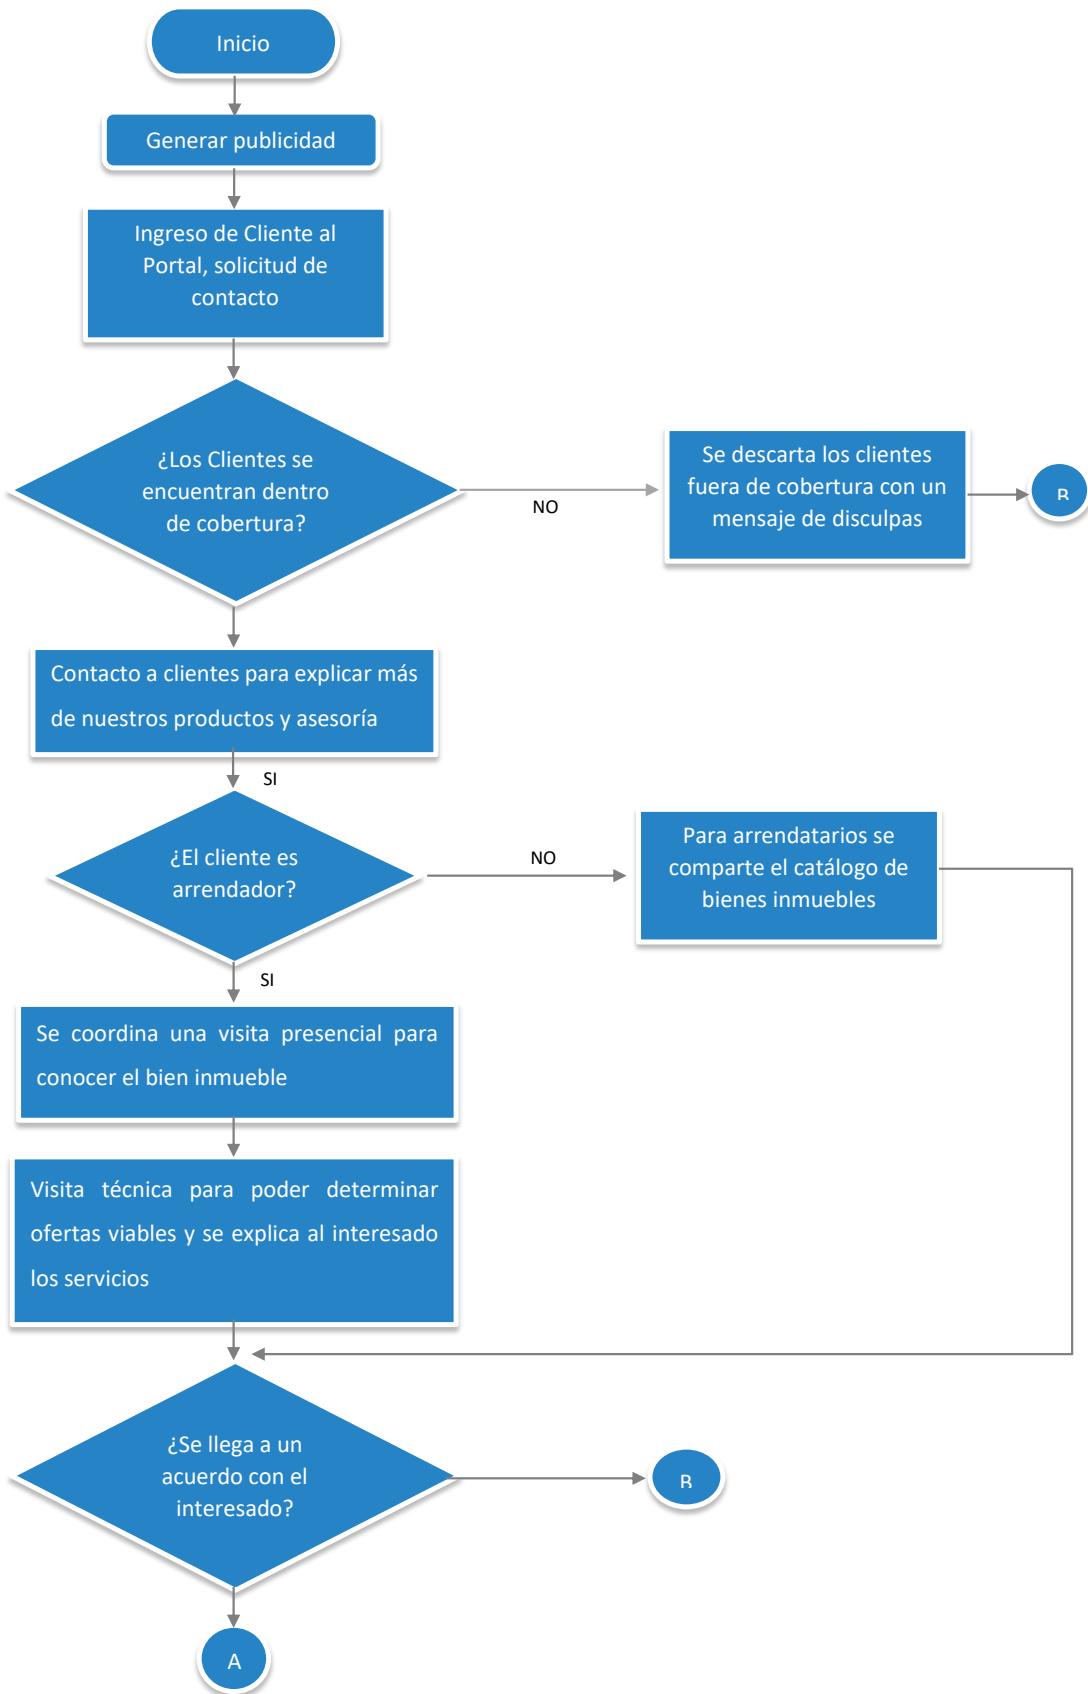 Inicio
Generar publicidad
Ingreso de Cliente al
Portal, solicitud de
contacto
¿Los Clientes se
encuentran dentro
de cobertura?
NO
Se descarta los clientes
fuera de cobertura con un
mensaje de disculpas
B
Contacto a clientes para explicar más
de nuestros productos y asesoría
SI
¿El cliente es
arrendador?
NO
Para arrendatarios se
comparte el catálogo de
bienes inmuebles
SI
Se coordina una visita presencial para
conocer el bien inmueble
Visita técnica para poder determinar
ofertas viables y se explica al interesado
los servicios
¿Se llega a un
acuerdo con el
interesado?
B
A